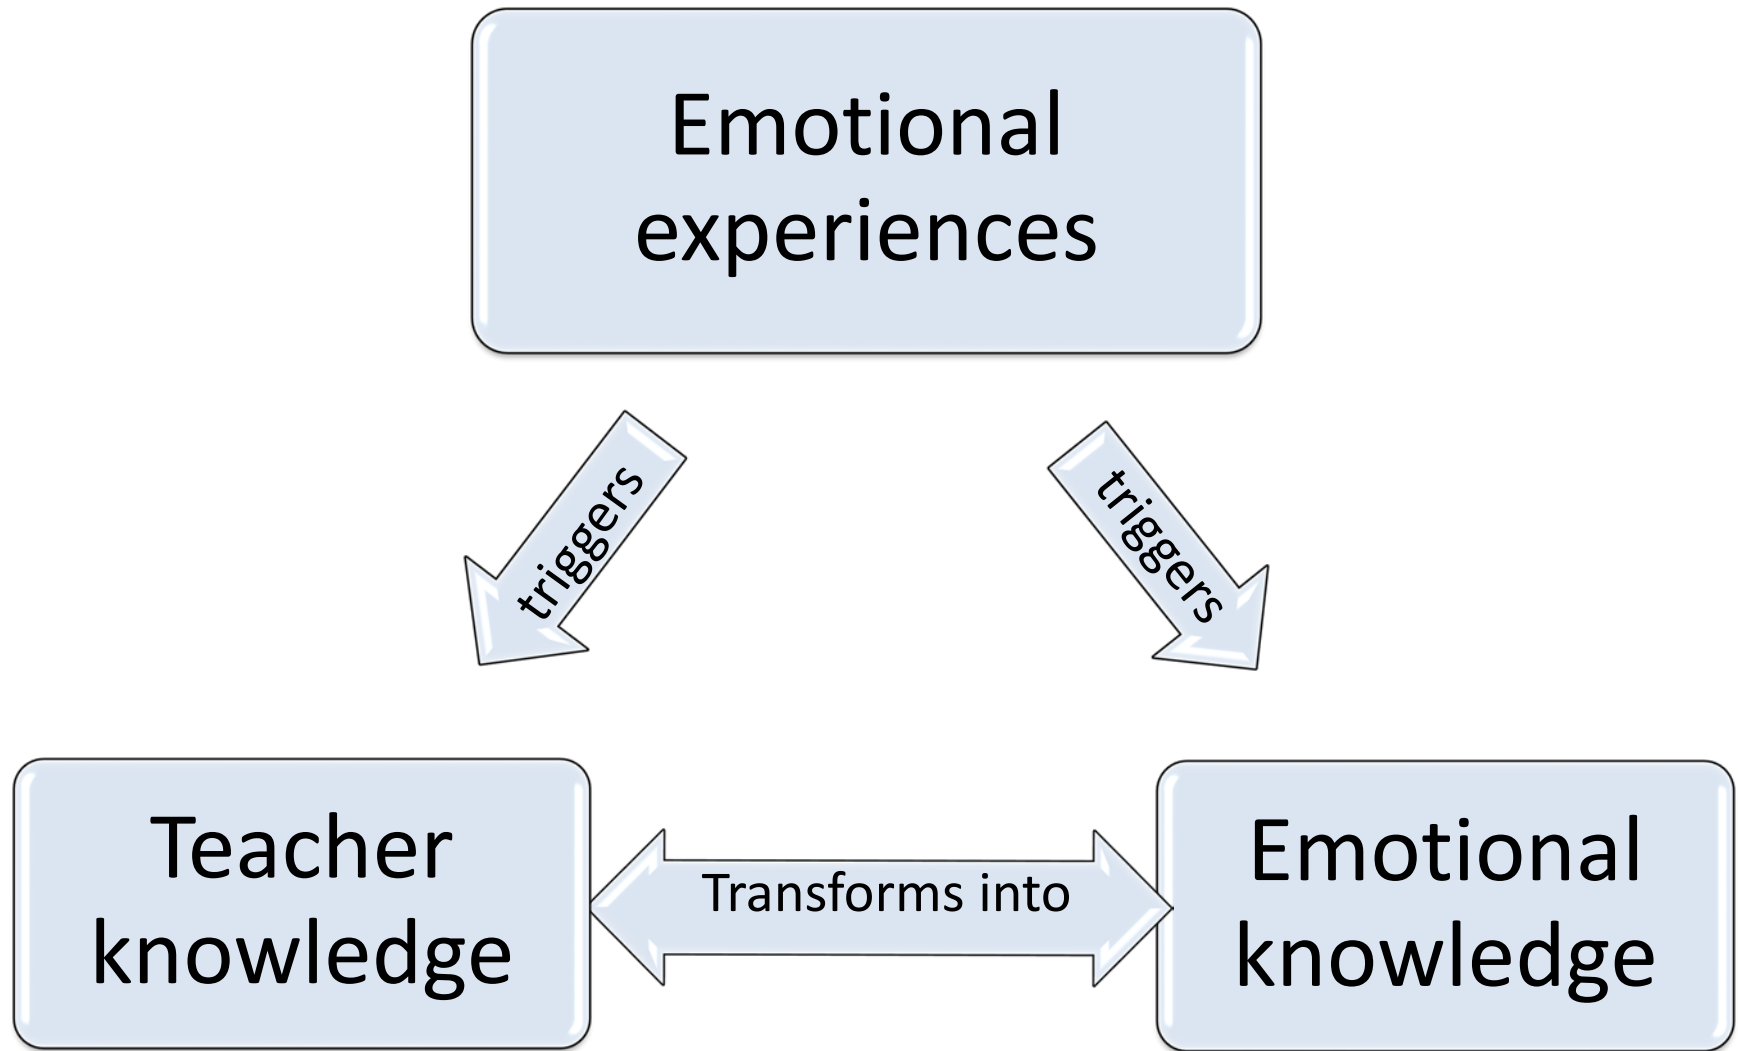 Emotional
experiences
triggers
triggers
Teacher
knowledge
Transforms into
Emotional
knowledge